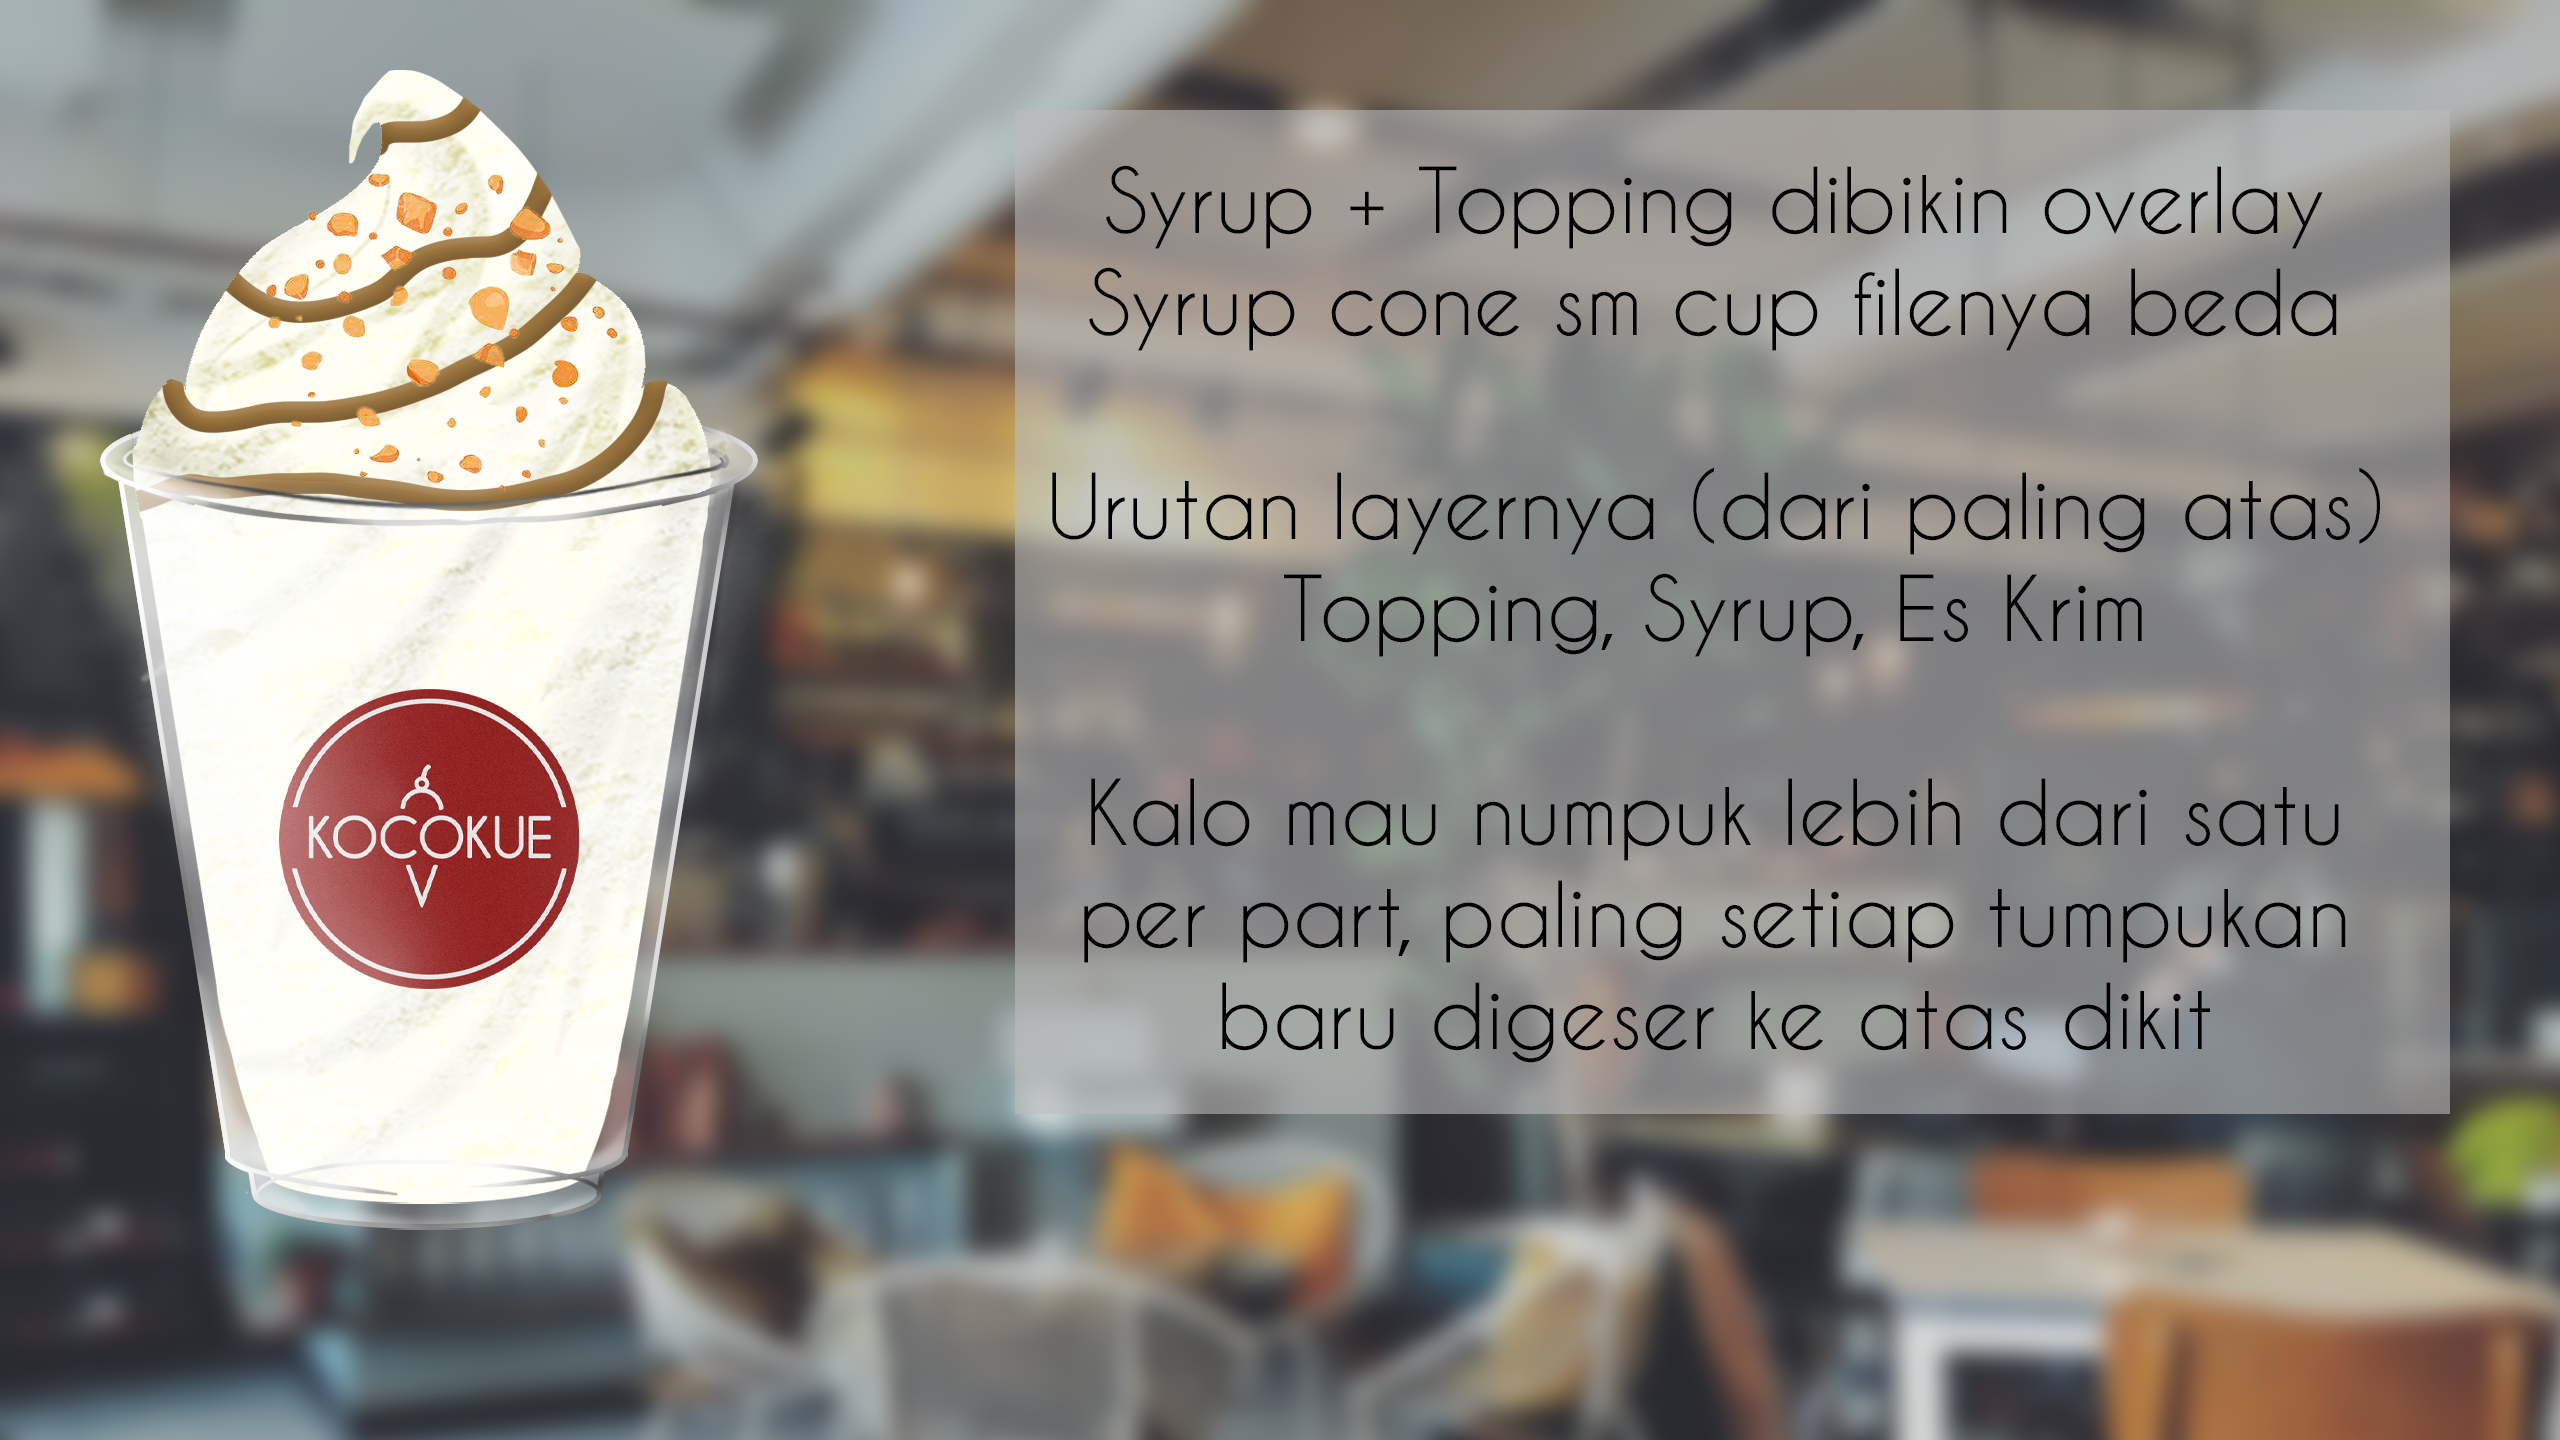 Syrup + Topping dibikin overlay
Syrup cone sm cup filenya beda
Urutan layernya (dari paling atas)
Topping, Syrup, Es Krim
Kalo mau numpuk lebih dari satu
per part, paling setiap tumpukan
baru digeser ke atas dikit
KOCOKUE